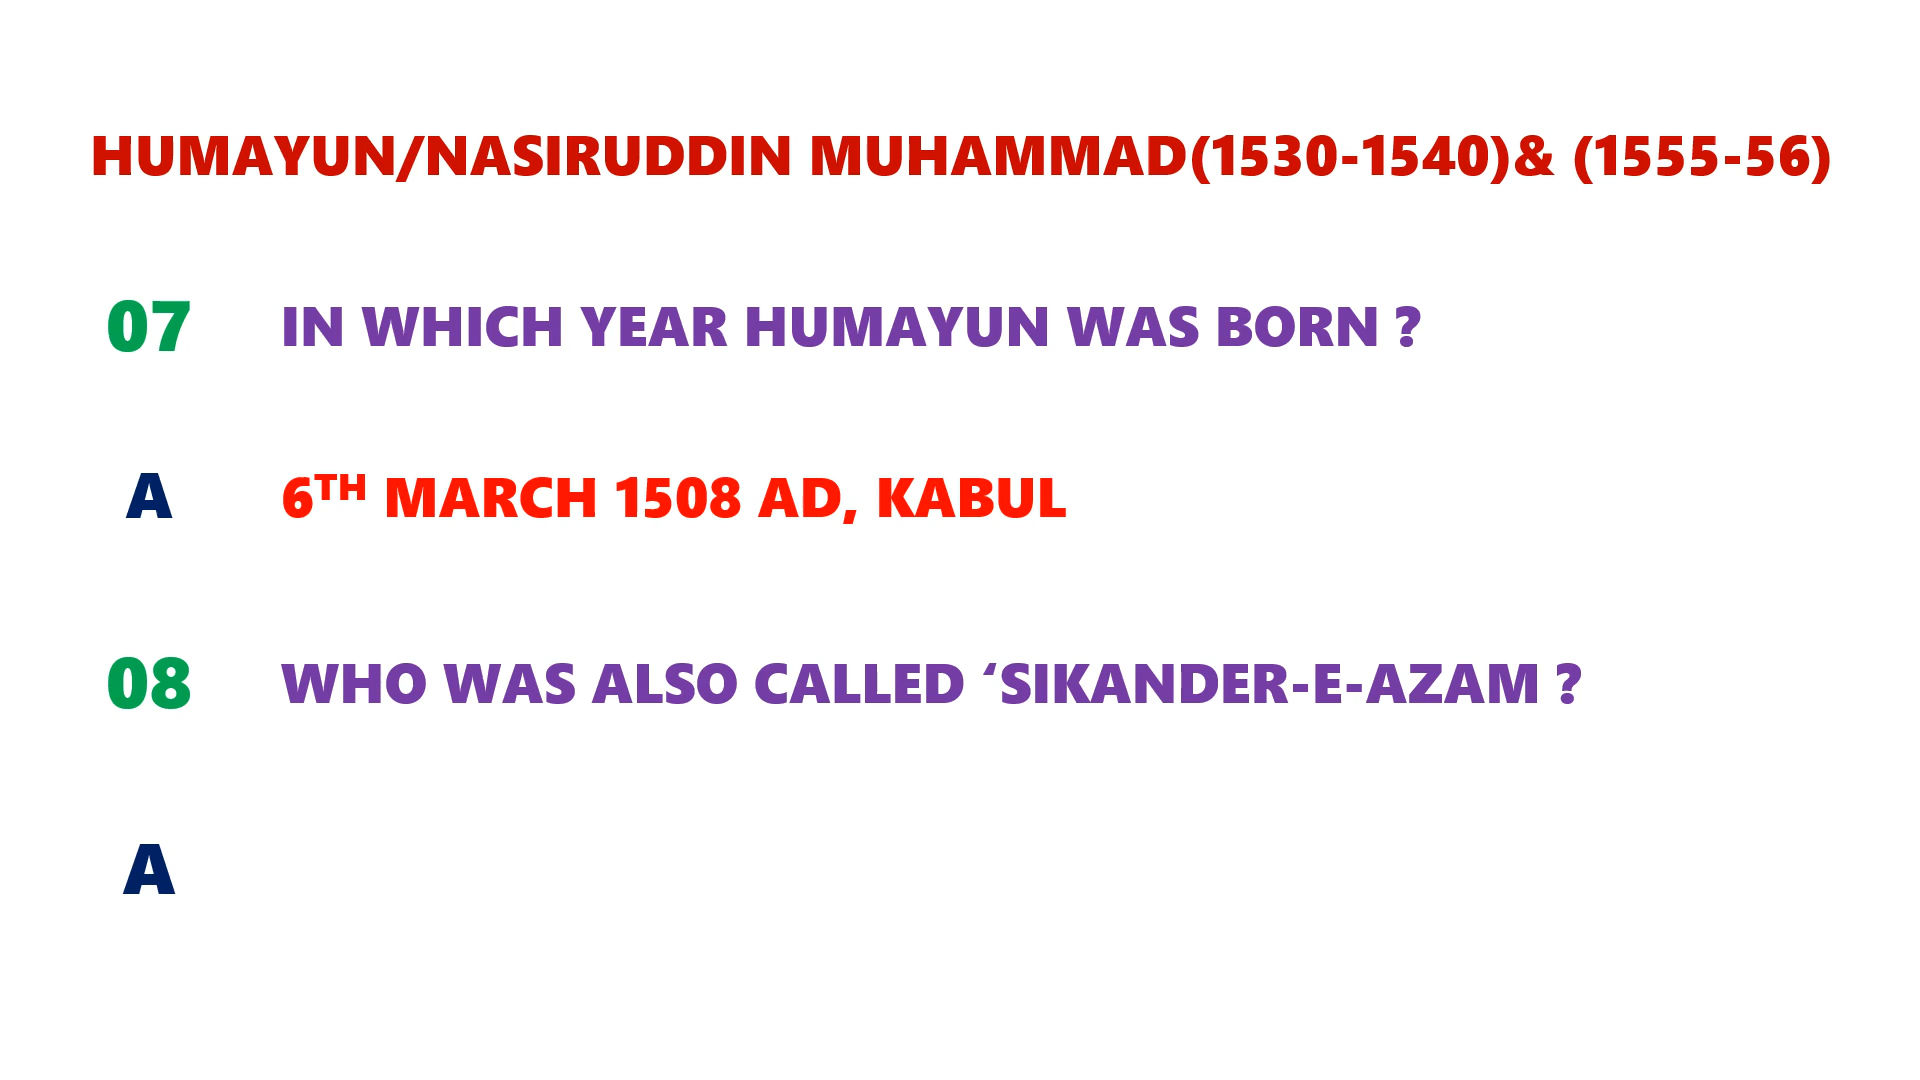 HUMAYUN/NASIRUDDIN MUHAMMAD(1530-1540)& (1555-56)
07 IN WHICH YEAR HUMAYUN WAS BORN ?
A 6TH MARCH 1508 AD, KABUL
08 WHO WAS ALSO CALLED ‘SIKANDER-E-AZAM ?
A